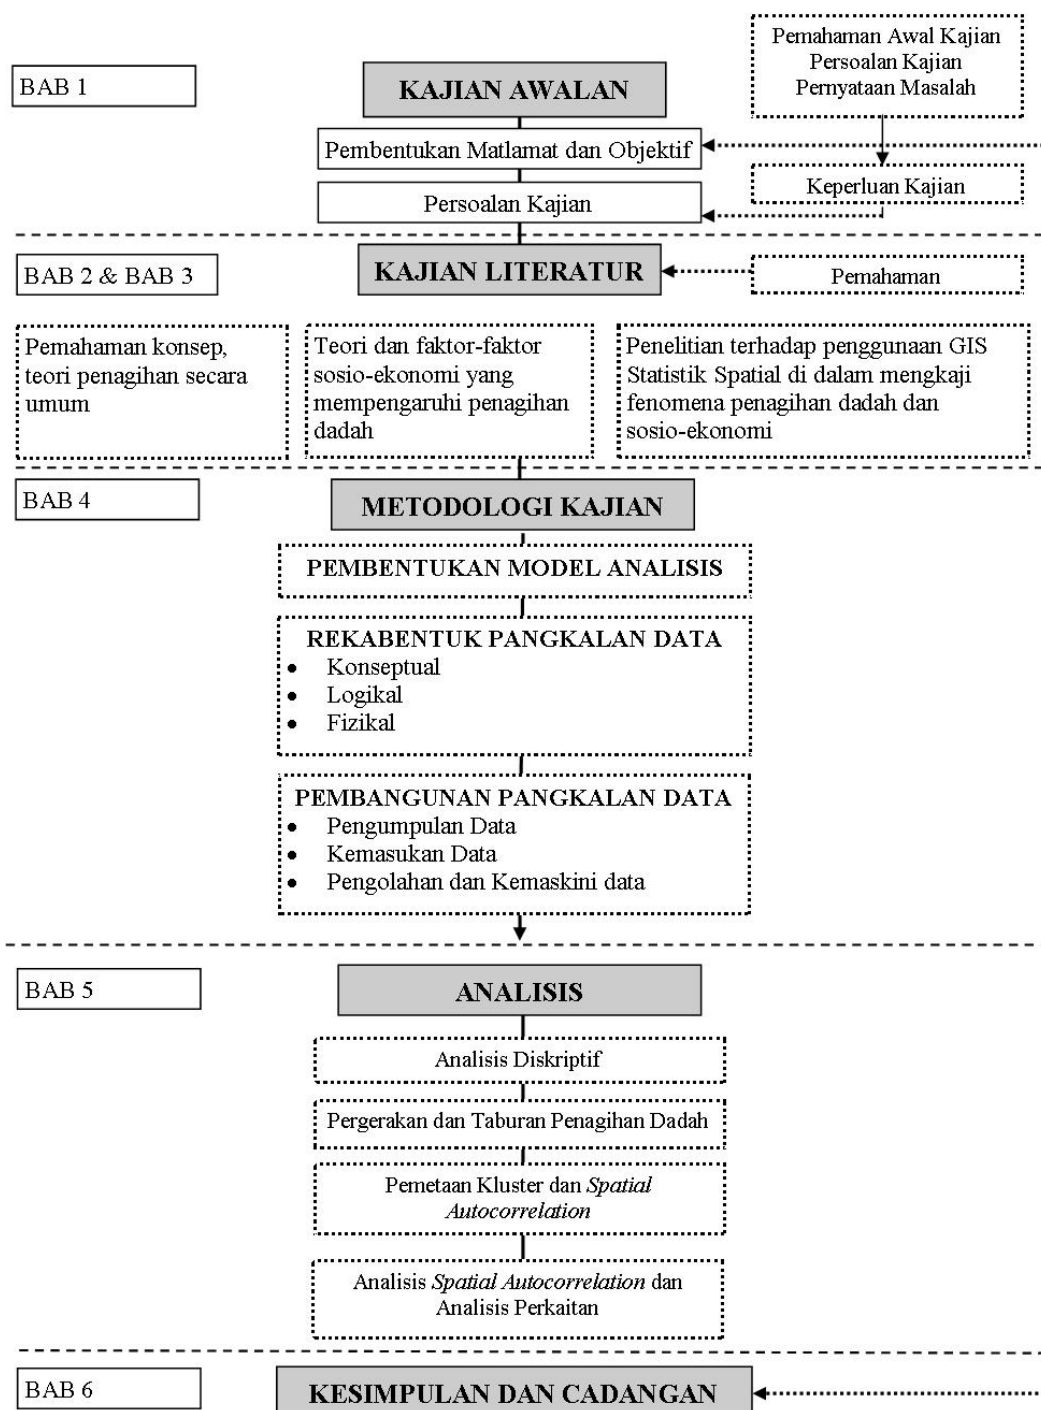 BAB 1
KAJIAN AWALAN
Pemahaman Awal Kajian
Persoalan Kajian
Pernyataan Masalah
Pembentukan Matlamat dan Objektif
Keperluan Kajian
Persoalan Kajian
BAB 2 & BAB 3
KAJIAN LITERATUR
Pemahaman
Pemahaman konsep,
teori penagihan secara
umum
Teori dan faktor-faktor
sosio-ekonomi yang
mempengaruhi penagihan
dadah
Penelitian terhadap penggunaan GIS
Statistik Spatial di dalam mengkaji
fenomena penagihan dadah dan
sosio-ekonomi
BAB 4
METODOLOGI KAJIAN
PEMBENTUKAN MODEL ANALISIS
REKABENTUK PANGKALAN DATA
• Konseptual
• Logikal
• Fizikal
PEMBANGUNAN PANGKALAN DATA
• Pengumpulan Data
• Kemasukan Data
• Pengolahan dan Kemaskini data
BAB 5
ANALISIS
Analisis Diskriptif
Pergerakan dan Taburan Penagihan Dadah
Pemetaan Kluster dan Spatial
Autocorrelation
Analisis Spatial Autocorrelation dan
Analisis Perkaitan
BAB 6
KESIMPULAN DAN CADANGAN